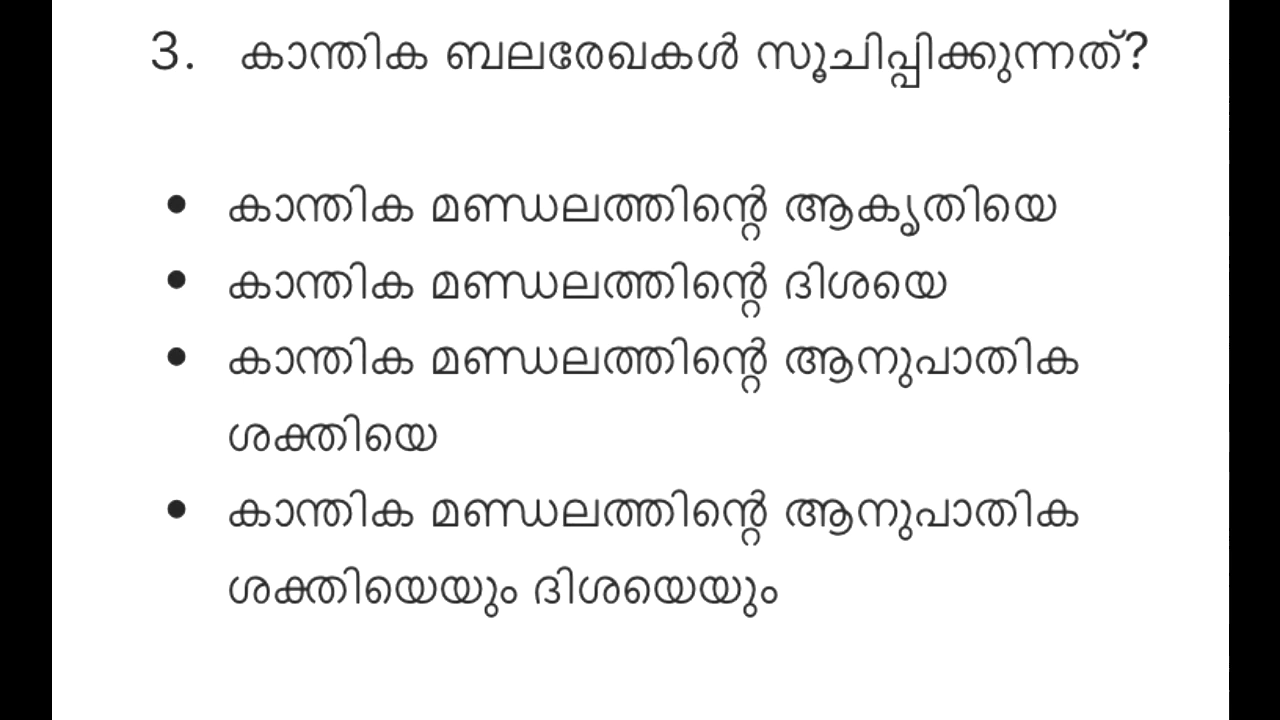 3. കാന്തിക ബലരേഖകൾ സൂചിപ്പിക്കുന്നത്?
• കാന്തിക മണ്ഡലത്തിന്റെ ആകൃതിയെ
• കാന്തിക മണ്ഡലത്തിന്റെ ദിശയെ
• കാന്തിക മണ്ഡലത്തിന്റെ ആനുപാതിക
ശക്തിയെ
• കാന്തിക മണ്ഡലത്തിന്റെ ആനുപാതിക
ശക്തിയെയും ദിശയെയും